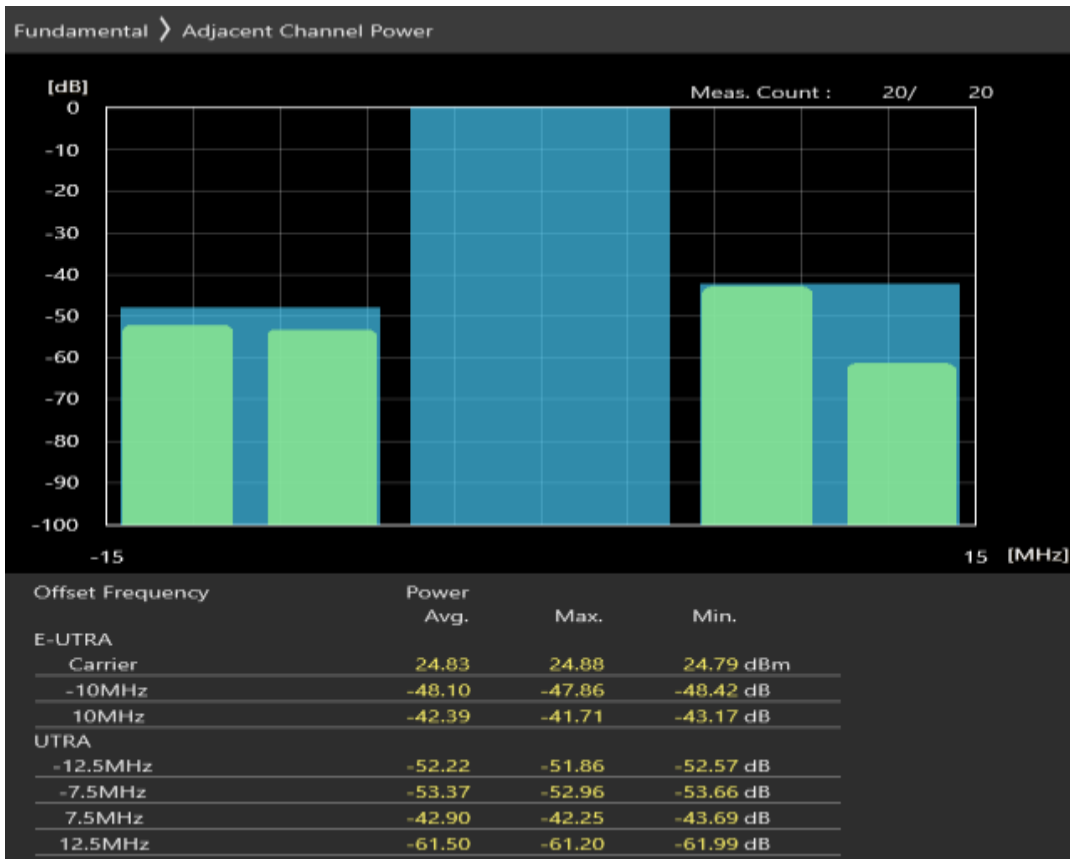 Fundamental ❯ Adjacent Channel Power
[dB]
Meas. Count : 20/ 20
0
-10
-20
-30
-40
-50
-60
-70
-80
-90
-100
-15 15 [MHz]
Offset Frequency Power
Avg. Max. Min.
E-UTRA
Carrier 24.83 24.88 24.79 dBm
-10MHz -48.10 -47.86 -48.42 dB
10MHz -42.39 -41.71 -43.17 dB
UTRA
-12.5MHz -52.22 -51.86 -52.57 dB
-7.5MHz -53.37 -52.96 -53.66 dB
7.5MHz -42.90 -42.25 -43.69 dB
12.5MHz -61.50 -61.20 -61.99 dB